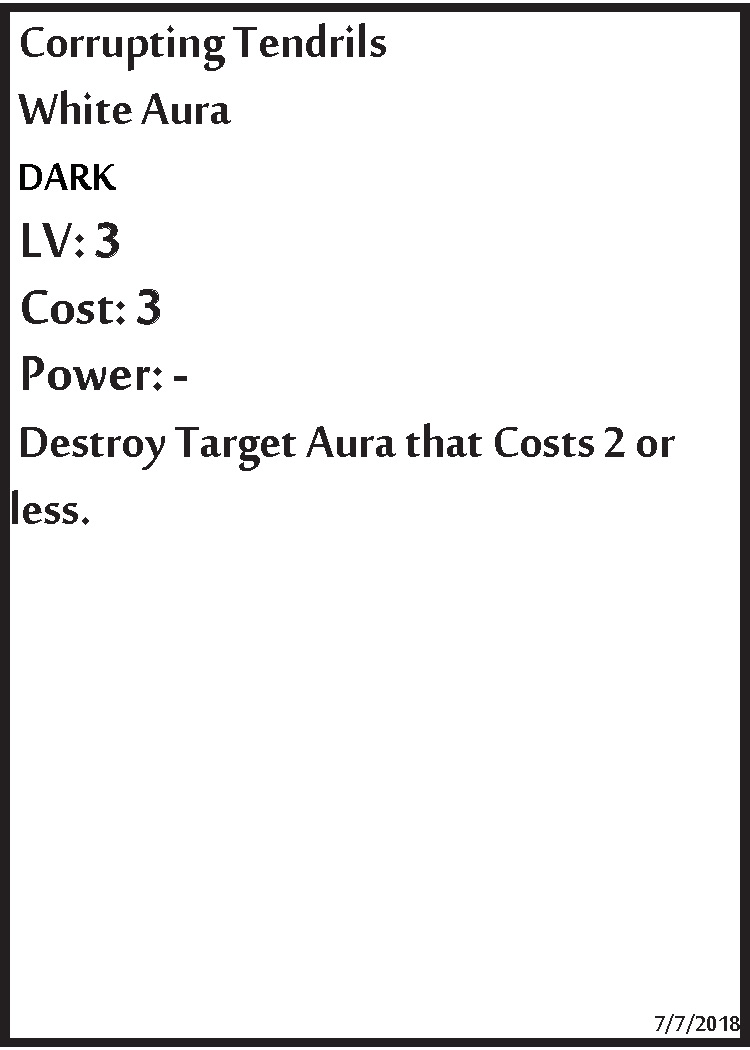 Corrupting Tendrils
White Aura
DARK
LV: 3
Cost: 3
Power: -
Destroy Target Aura that Costs 2 or
less.
7/7/2018